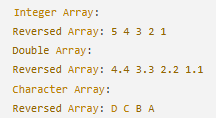 Integer Array:
Reversed Array: 5 4 3 2 1
Double Array:
Reversed Array: 4.4 3.3 2.2 1.1
Character Array:
Reversed Array: D C B A